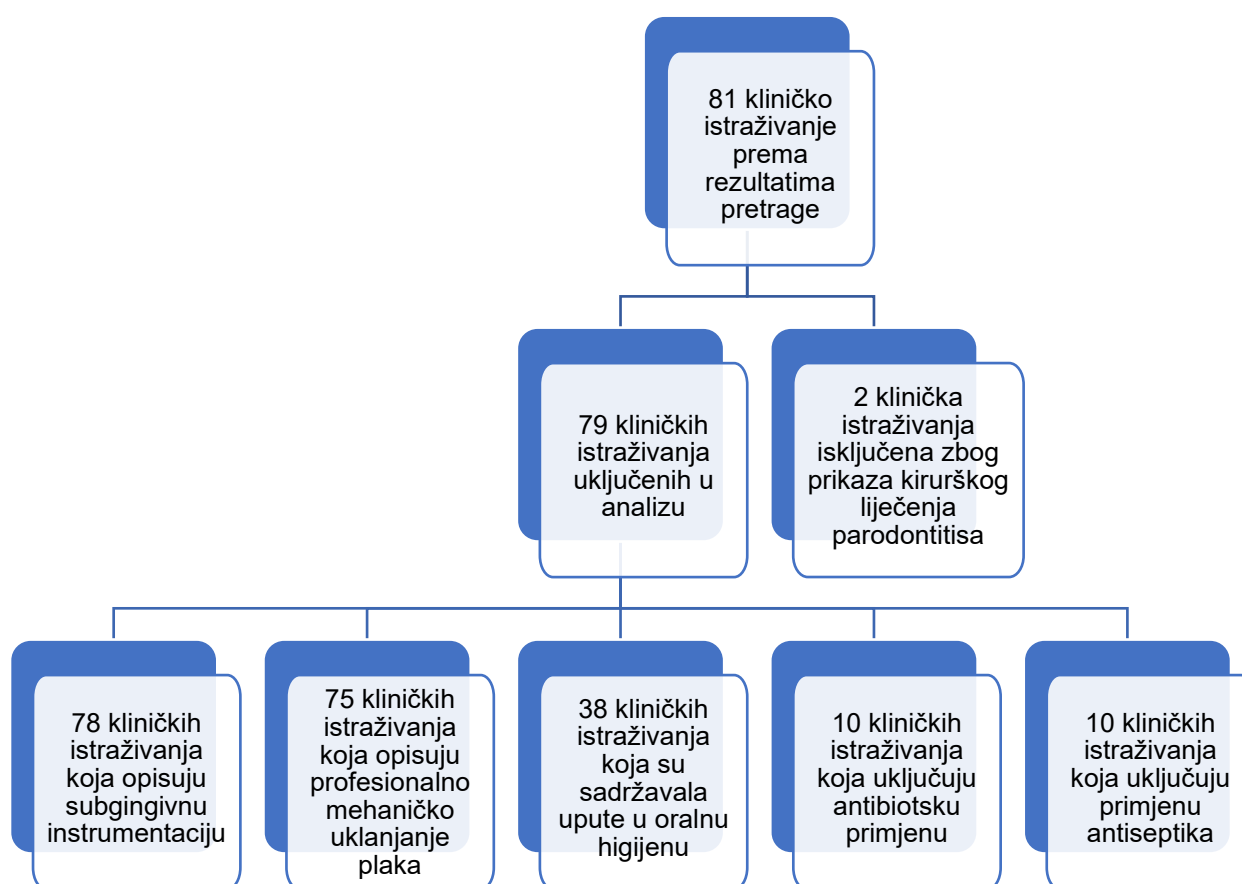 81 kliničko
istraživanje
prema
rezultatima
pretrage
79 kliničkih
istraživanja
uključenih u
analizu
2 klinička
istraživanja
isključena zbog
prikaza kirurškog
liječenja
parodontitisa
78 kliničkih
istraživanja
koja opisuju
subgingivnu
instrumentaciju
75 kliničkih
istraživanja
koja opisuju
profesionalno
mehaničko
uklanjanje
plaka
38 kliničkih
istraživanja
koja su
sadržavala
upute u oralnu
higijenu
10 kliničkih
istraživanja
koja uključuju
antibiotsku
primjenu
10 kliničkih
istraživanja
koja uključuju
primjenu
antiseptika